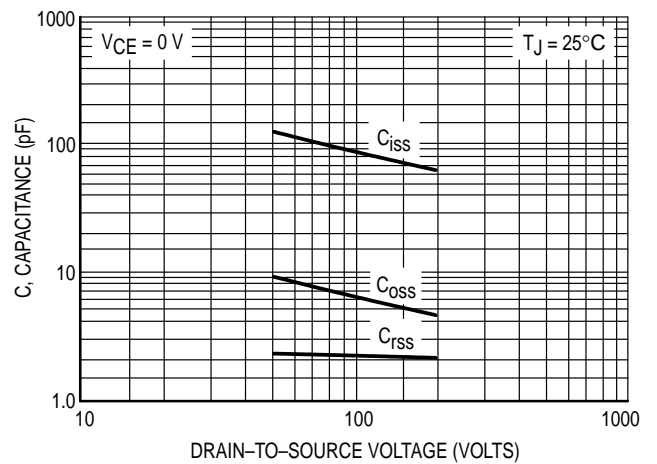 1000
V_CE = 0 V
T_J = 25°C
C_iss
100
C, CAPACITANCE (pF)
10
C_oss
C_rss
1.0
10
100
1000
DRAIN–TO–SOURCE VOLTAGE (VOLTS)